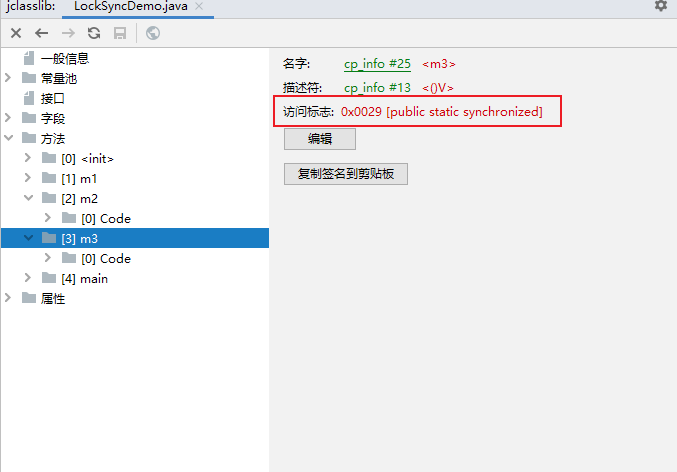 jclasslib: LockSyncDemo.java
一般信息
常量池
接口
字段
方法
[0] <init>
[1] m1
[2] m2
[0] Code
[3] m3
[0] Code
[4] main
属性
名字: cp_info #25 <m3>
描述符: cp_info #13 <()V>
访问标志: 0x0029 [public static synchronized]
编辑
复制签名到剪贴板